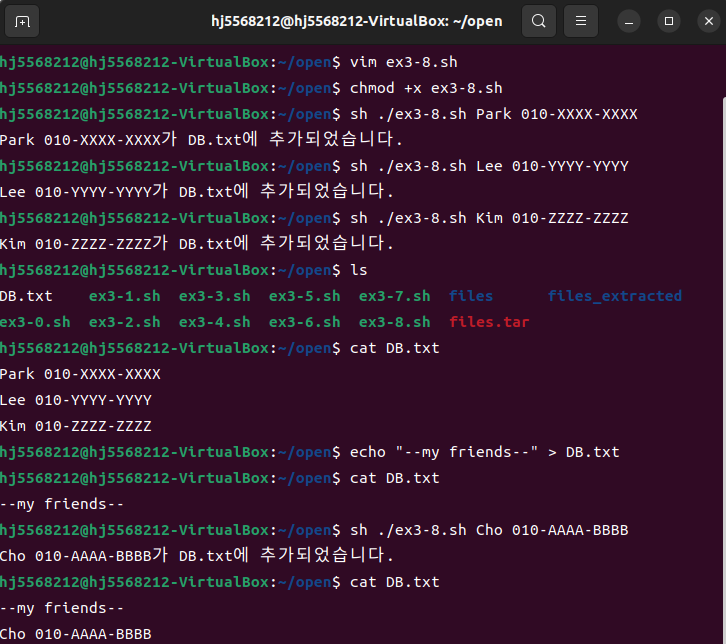 hj5568212@hj5568212-VirtualBox: ~/open
hj5568212@hj5568212-VirtualBox:~/open$ vim ex3-8.sh
hj5568212@hj5568212-VirtualBox:~/open$ chmod +x ex3-8.sh
hj5568212@hj5568212-VirtualBox:~/open$ sh ./ex3-8.sh Park 010-XXXX-XXXX
Park 010-XXXX-XXXX가 DB.txt에 추가되었습니다.
hj5568212@hj5568212-VirtualBox:~/open$ sh ./ex3-8.sh Lee 010-YYYY-YYYY
Lee 010-YYYY-YYYY가 DB.txt에 추가되었습니다.
hj5568212@hj5568212-VirtualBox:~/open$ sh ./ex3-8.sh Kim 010-ZZZZ-ZZZZ
Kim 010-ZZZZ-ZZZZ가 DB.txt에 추가되었습니다.
hj5568212@hj5568212-VirtualBox:~/open$ ls
DB.txt    ex3-1.sh  ex3-3.sh  ex3-5.sh  ex3-7.sh  files      files_extracted
ex3-0.sh  ex3-2.sh  ex3-4.sh  ex3-6.sh  ex3-8.sh  files.tar
hj5568212@hj5568212-VirtualBox:~/open$ cat DB.txt
Park 010-XXXX-XXXX
Lee 010-YYYY-YYYY
Kim 010-ZZZZ-ZZZZ
hj5568212@hj5568212-VirtualBox:~/open$ echo "--my friends--" > DB.txt
hj5568212@hj5568212-VirtualBox:~/open$ cat DB.txt
--my friends--
hj5568212@hj5568212-VirtualBox:~/open$ sh ./ex3-8.sh Cho 010-AAAA-BBBB
Cho 010-AAAA-BBBB가 DB.txt에 추가되었습니다.
hj5568212@hj5568212-VirtualBox:~/open$ cat DB.txt
--my friends--
Cho 010-AAAA-BBBB